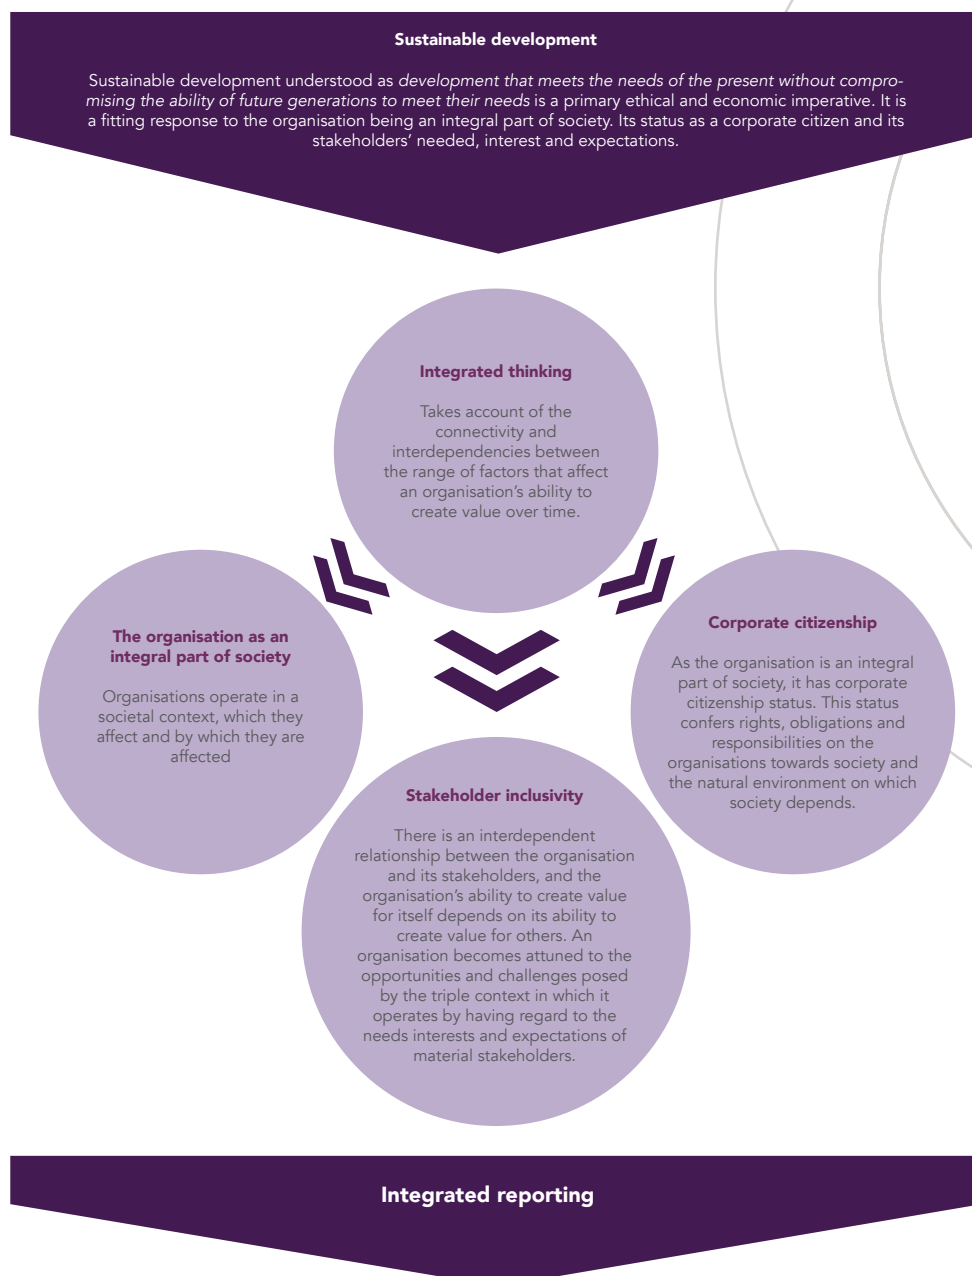 Sustainable development
Sustainable development understood as development that meets the needs of the present without compro-
mising the ability of future generations to meet their needs is a primary ethical and economic imperative. It is
a fitting response to the organisation being an integral part of society. Its status as a corporate citizen and its
stakeholders’ needed, interest and expectations.
Integrated thinking
Takes account of the
connectivity and
interdependencies between
the range of factors that affect
an organisation’s ability to
create value over time.
The organisation as an
integral part of society
Organisations operate in a
societal context, which they
affect and by which they are
affected
Corporate citizenship
As the organisation is an integral
part of society, it has corporate
citizenship status. This status
confers rights, obligations and
responsibilities on the
organisations towards society and
the natural environment on which
society depends.
Stakeholder inclusivity
There is an interdependent
relationship between the organisation
and its stakeholders, and the
organisation’s ability to create value
for itself depends on its ability to
create value for others. An
organisation becomes attuned to the
opportunities and challenges posed
by the triple context in which it
operates by having regard to the
needs interests and expectations of
material stakeholders.
Integrated reporting